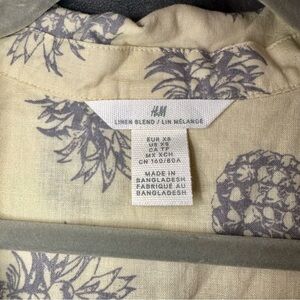 H&M
LINEN BLEND / LIN MÉLANGÉ
EUR XS
US XS
CA TP
MX XCH
CN 160/80A
MADE IN
BANGLADESH
FABRIQUÉ AU
BANGLADESH